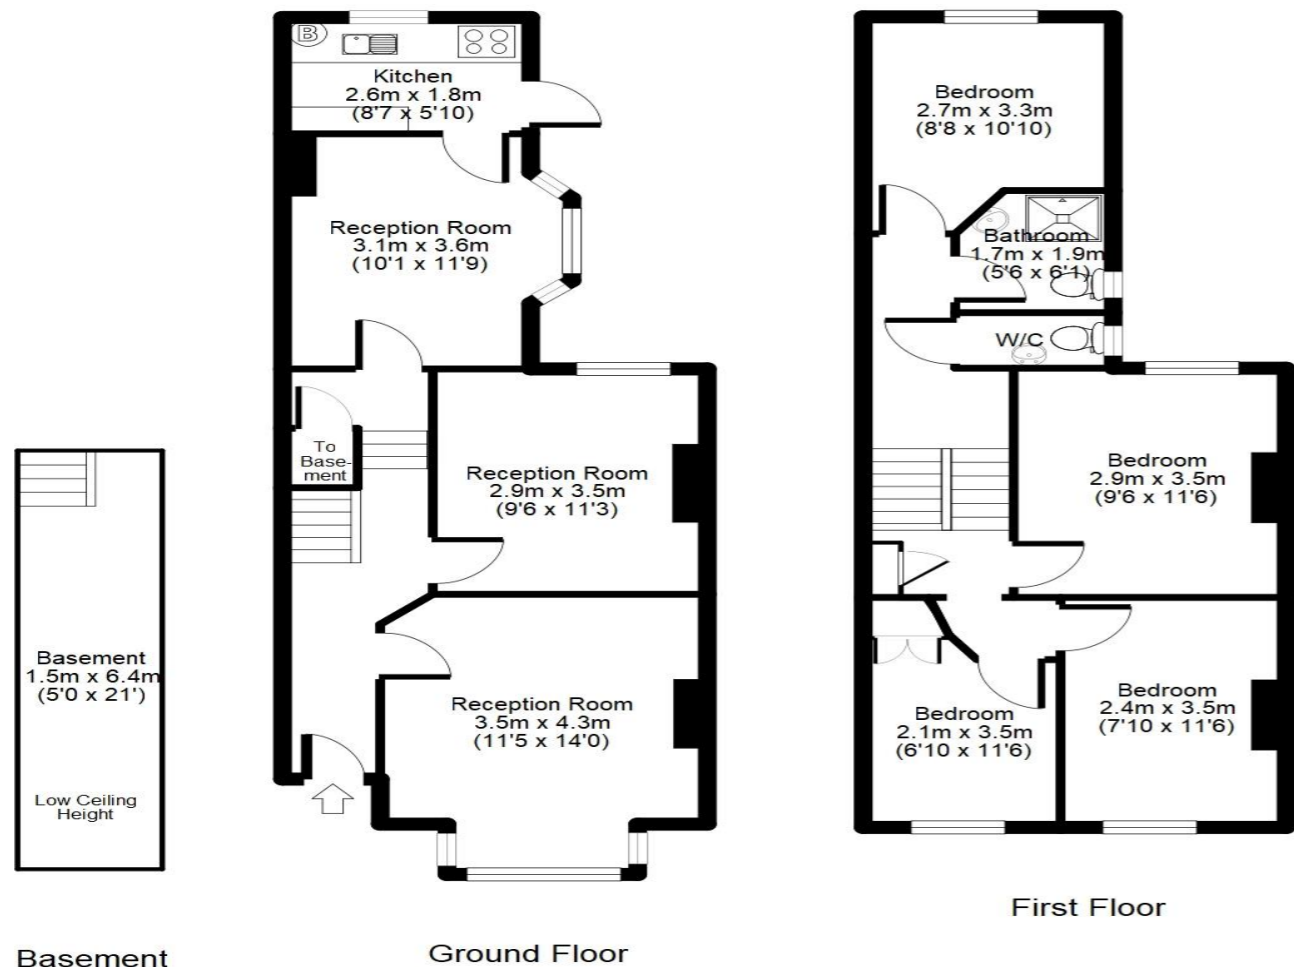 B
Kitchen
2.6m x 1.8m
(8'7 x 5'10)
Reception Room
3.1m x 3.6m
(10'1 x 11'9)
To
Base-
ment
Reception Room
2.9m x 3.5m
(9'6 x 11'3)
Reception Room
3.5m x 4.3m
(11'5 x 14'0)
Basement
1.5m x 6.4m
(5'0 x 21')
Low Ceiling
Height
Bedroom
2.7m x 3.3m
(8'8 x 10'10)
Bathroom
1.7m x 1.9m
(5'6 x 6'1)
W/C
Bedroom
2.9m x 3.5m
(9'6 x 11'6)
Bedroom
2.4m x 3.5m
(7'10 x 11'6)
Bedroom
2.1m x 3.5m
(6'10 x 11'6)
Basement
Ground Floor
First Floor